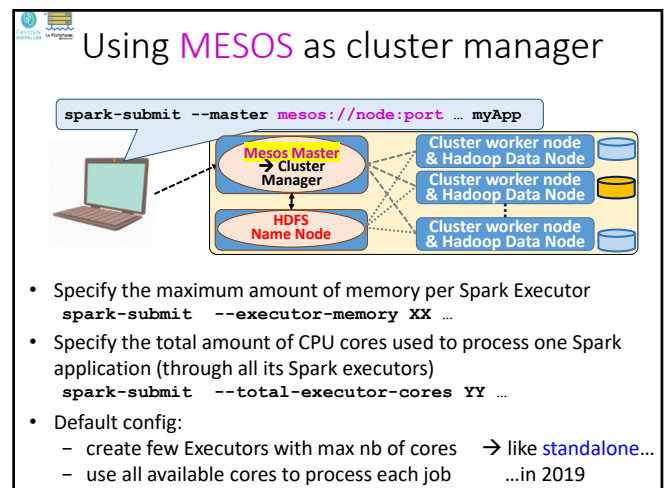 Centrale
DIGITAL LAB
La Plateforme
Using MESOS as cluster manager
spark-submit --master mesos://node:port … myApp
Mesos Master
→ Cluster
Manager
HDFS
Name Node
Cluster worker node
& Hadoop Data Node
Cluster worker node
& Hadoop Data Node
Cluster worker node
& Hadoop Data Node
• Specify the maximum amount of memory per Spark Executor
spark-submit --executor-memory XX …
• Specify the total amount of CPU cores used to process one Spark
application (through all its Spark executors)
spark-submit --total-executor-cores YY …
• Default config:
− create few Executors with max nb of cores → like standalone…
− use all available cores to process each job …in 2019